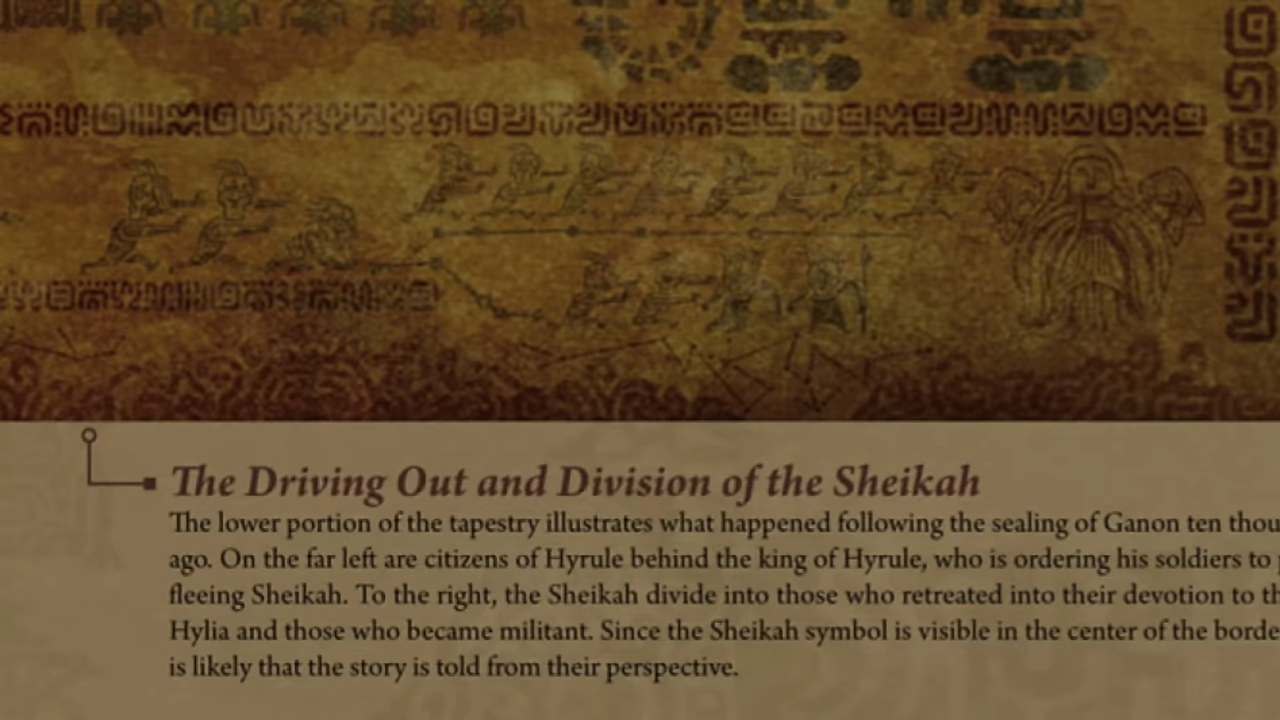 The Driving Out and Division of the Sheikah
The lower portion of the tapestry illustrates what happened following the sealing of Ganon ten
ago. On the far left are citizens of Hyrule behind the king of Hyrule, who is ordering his soldiers to
fleeing Sheikah. To the right, the Sheikah divide into those who retreated into their devotion to
Hylia and those who became militant. Since the Sheikah symbol is visible in the center of the
is likely that the story is told from their perspective.